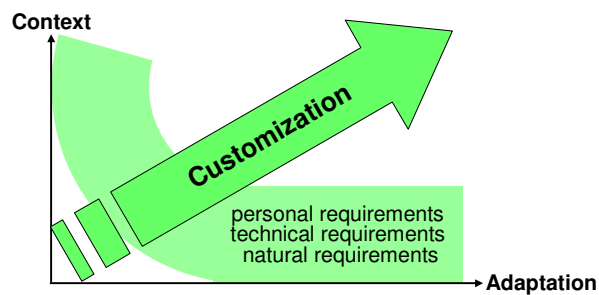 Context
Customization
personal requirements
technical requirements
natural requirements
Adaptation